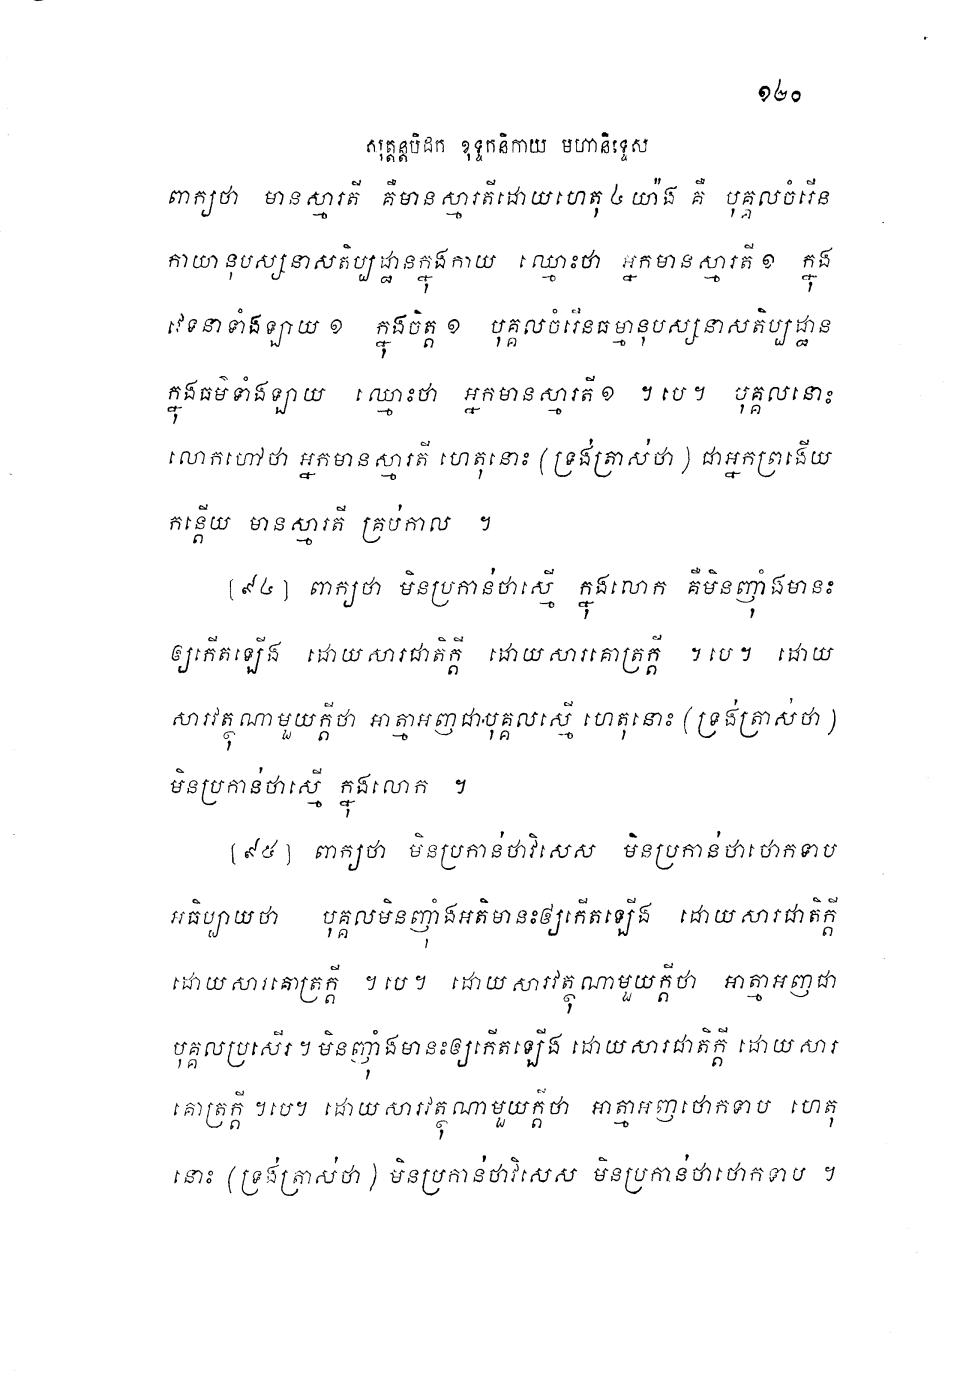 ១៤០
សុត្តន្តបិដក ខុទ្ទកនិកាយ មហានិទ្ទេស
ពាក្យថា មានស្មារតី គឺមានស្មារតីដោយហេតុ ៤ យ៉ាង គឺ បុគ្គលចំរើន
កាយានុបស្សនាសតិប្បដ្ឋានក្នុងកាយ ឈ្មោះថា អ្នកមានស្មារតី ១ ក្នុង
វេទនាទាំងឡាយ ១ ក្នុងចិត្ត ១ បុគ្គលចំរើនធម្មានុបស្សនាសតិប្បដ្ឋាន
ក្នុងធម៌ទាំងឡាយ ឈ្មោះថា អ្នកមានស្មារតី ១ ។បេ។ បុគ្គលនោះ
លោកហៅថា អ្នកមានស្មារតី ហេតុនោះ (ទ្រង់ត្រាស់ថា) ជាអ្នកព្រងើយ
កន្តើយ មានស្មារតី គ្រប់កាល ។
[៩៤] ពាក្យថា មិនប្រកាន់ថាស្មើ ក្នុងលោក គឺមិនញ៉ាំងមានះ
ឲ្យកើតឡើង ដោយសារជាតិក្តី ដោយសារគោត្រក្តី ។បេ។ ដោយ
សារវត្ថុណាមួយក្តីថា អាត្មាអញជាបុគ្គលស្មើ ហេតុនោះ (ទ្រង់ត្រាស់ថា)
មិនប្រកាន់ថាស្មើ ក្នុងលោក ។
[៩៥] ពាក្យថា មិនប្រកាន់ថាវិសេស មិនប្រកាន់ថាថោកទាប
អធិប្បាយថា បុគ្គលមិនញ៉ាំងអតិមានះឲ្យកើតឡើង ដោយសារជាតិក្តី
ដោយសារគោត្រក្តី ។បេ។ ដោយសារវត្ថុណាមួយក្តីថា អាត្មាអញជា
បុគ្គលប្រសើរ។ មិនញ៉ាំងមានះឲ្យកើតឡើង ដោយសារជាតិក្តី ដោយសារ
គោត្រក្តី ។បេ។ ដោយសារវត្ថុណាមួយក្តីថា អាត្មាអញថោកទាប ហេតុ
នោះ (ទ្រង់ត្រាស់ថា) មិនប្រកាន់ថាវិសេស មិនប្រកាន់ថាថោកទាប ។